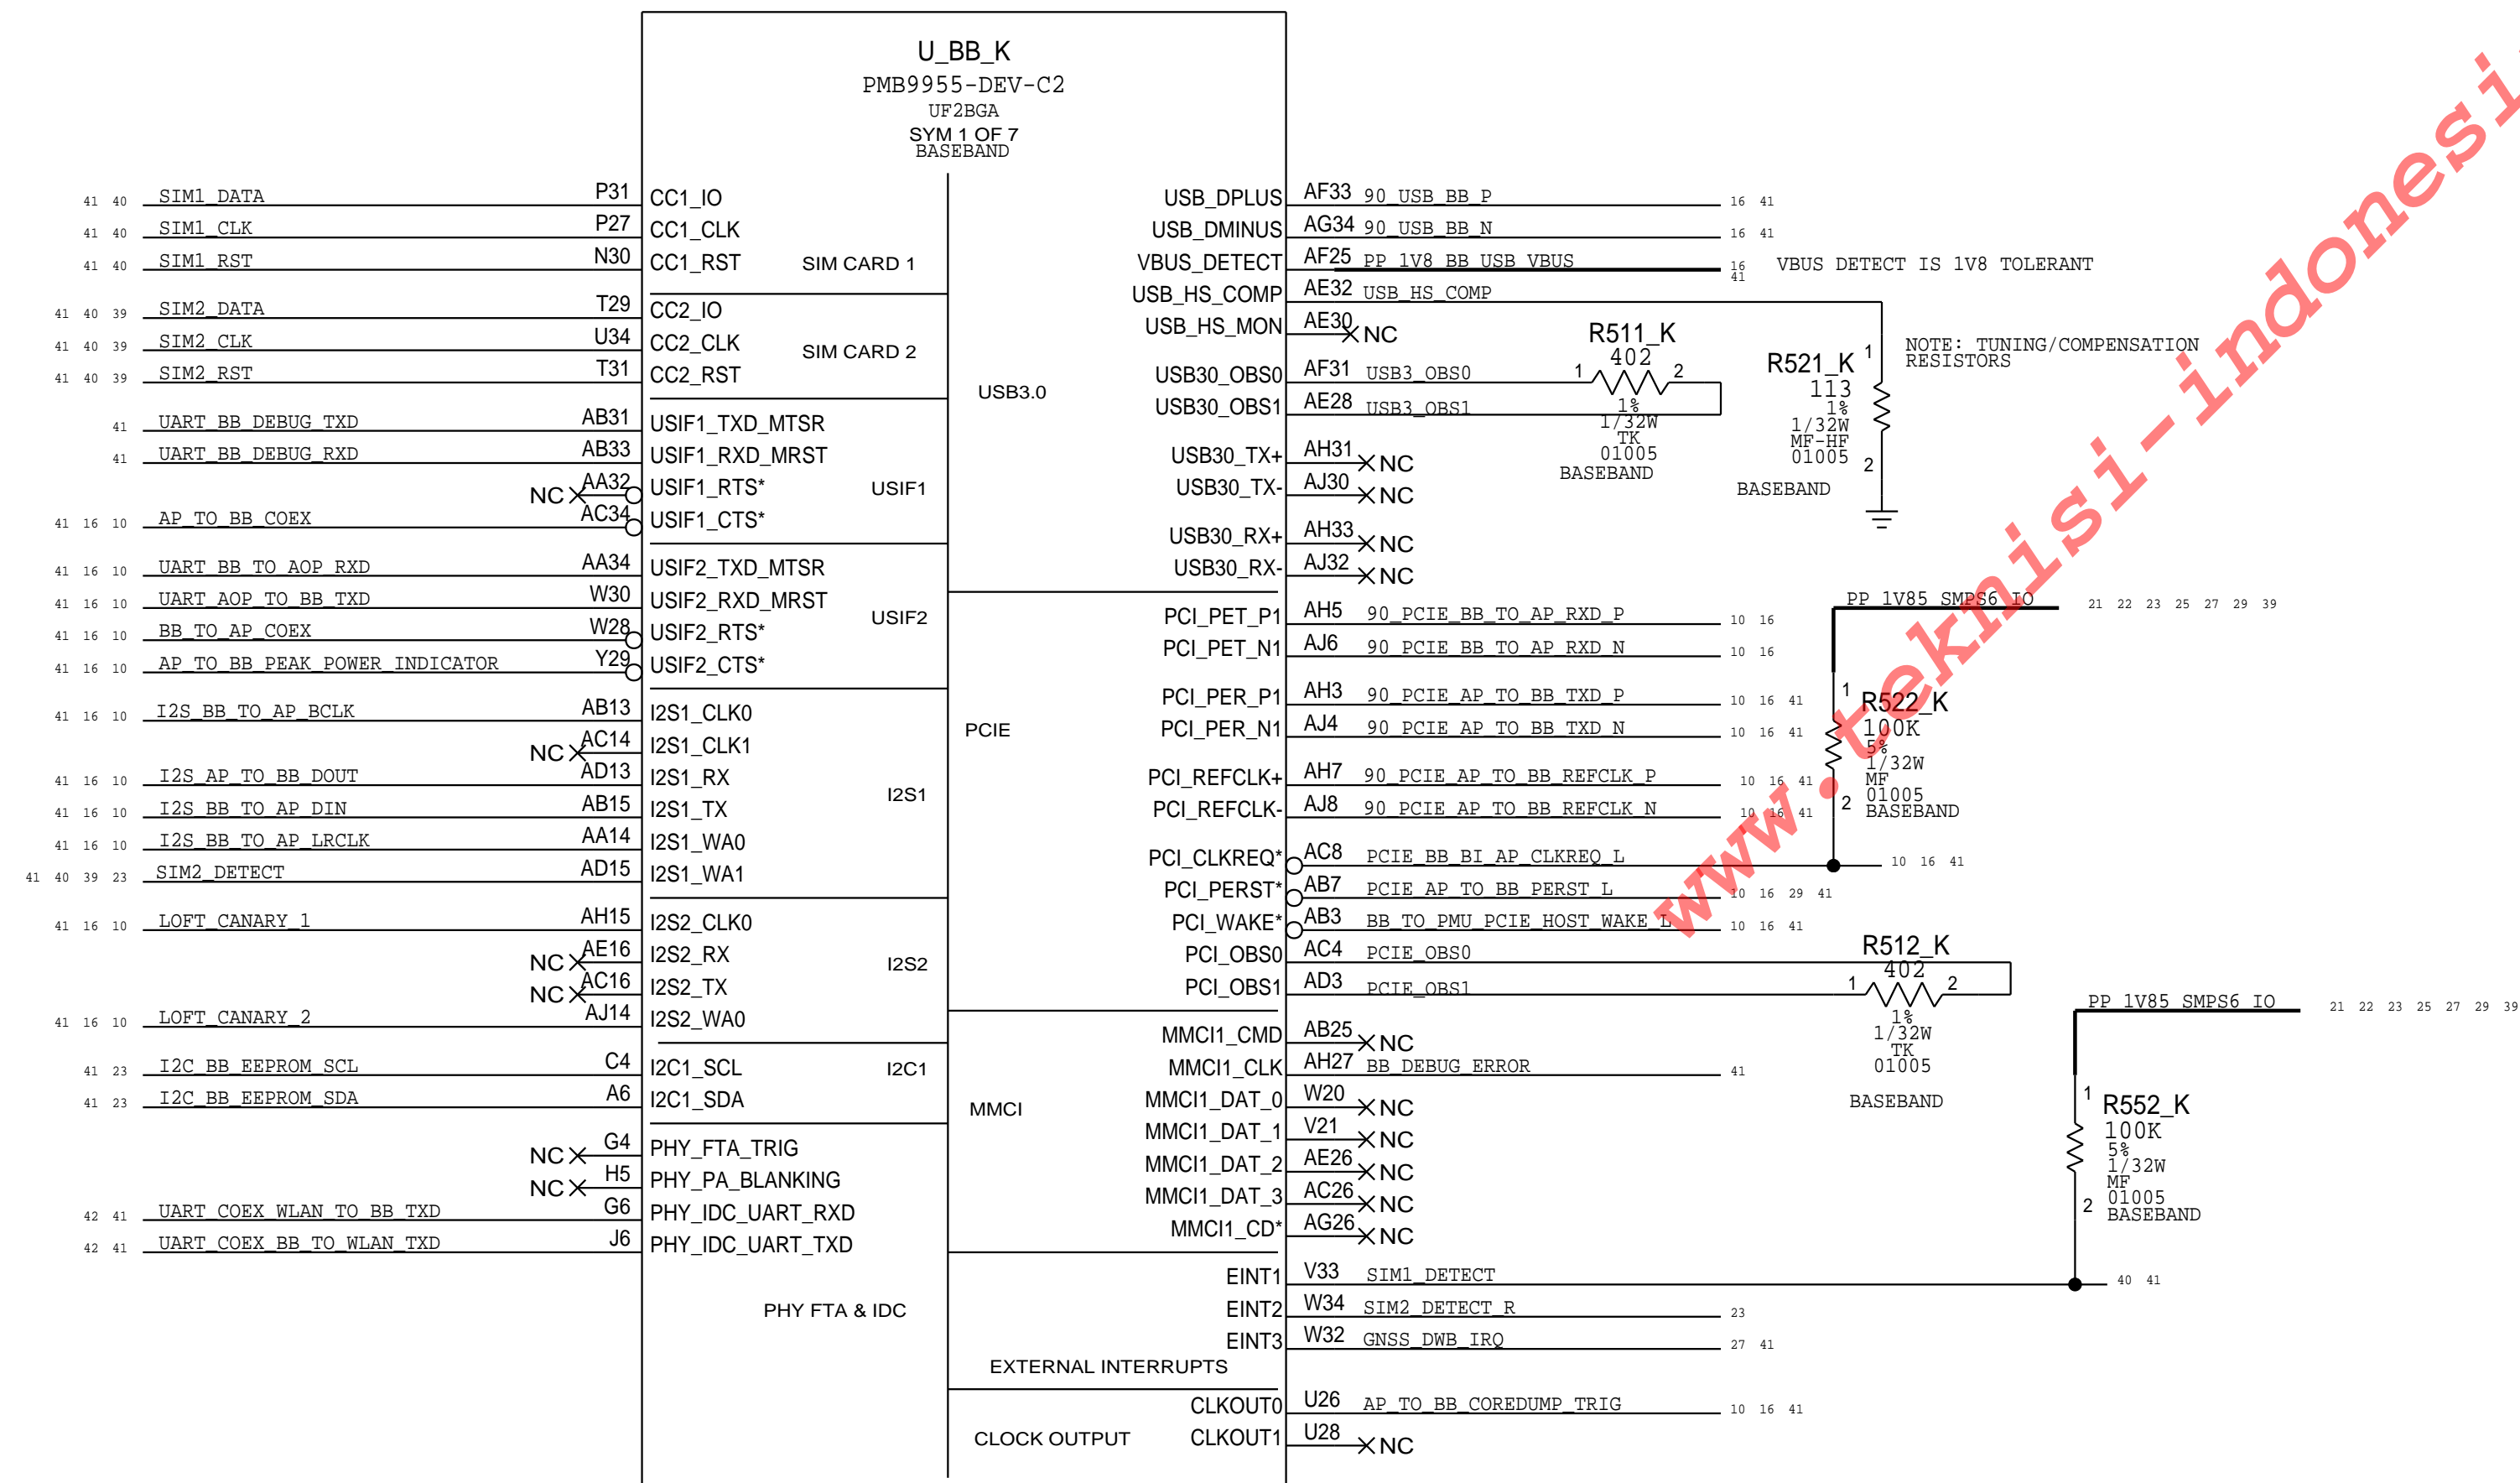 U_BB_K
PMB9955-DEV-C2
UF2BGA
SYM 1 OF 7
BASEBAND
41 40 SIM1_DATA P31 CC1_IO
41 40 SIM1_CLK P27 CC1_CLK
41 40 SIM1_RST N30 CC1_RST SIM CARD 1
41 40 39 SIM2_DATA T29 CC2_IO
41 40 39 SIM2_CLK U34 CC2_CLK SIM CARD 2
41 40 39 SIM2_RST T31 CC2_RST
41 UART_BB_DEBUG_TXD AB31 USIF1_TXD_MTSR
41 UART_BB_DEBUG_RXD AB33 USIF1_RXD_MRST
NC AA32 USIF1_RTS* USIF1
41 16 10 AP_TO_BB_COEX AC34 USIF1_CTS*
41 16 10 UART_BB_TO_AOP_RXD AA34 USIF2_TXD_MTSR
41 16 10 UART_AOP_TO_BB_TXD W30 USIF2_RXD_MRST USIF2
41 16 10 BB_TO_AP_COEX W28 USIF2_RTS*
41 16 10 AP_TO_BB_PEAK_POWER_INDICATOR Y29 USIF2_CTS*
41 16 10 I2S_BB_TO_AP_BCLK AB13 I2S1_CLK0
NC AC14 I2S1_CLK1
41 16 10 I2S_AP_TO_BB_DOUT AD13 I2S1_RX I2S1
41 16 10 I2S_BB_TO_AP_DIN AB15 I2S1_TX
41 16 10 I2S_BB_TO_AP_LRCLK AA14 I2S1_WA0
41 40 39 23 SIM2_DETECT AD15 I2S1_WA1
41 16 10 LOFT_CANARY_1 AH15 I2S2_CLK0
NC AE16 I2S2_RX I2S2
NC AC16 I2S2_TX
41 16 10 LOFT_CANARY_2 AJ14 I2S2_WA0
41 23 I2C_BB_EEPROM_SCL C4 I2C1_SCL I2C1
41 23 I2C_BB_EEPROM_SDA A6 I2C1_SDA
NC G4 PHY_FTA_TRIG
NC H5 PHY_PA_BLANKING
42 41 UART_COEX_WLAN_TO_BB_TXD G6 PHY_IDC_UART_RXD
42 41 UART_COEX_BB_TO_WLAN_TXD J6 PHY_IDC_UART_TXD
PHY FTA & IDC
USB_DPLUS AF33 90_USB_BB_P 16 41
USB_DMINUS AG34 90_USB_BB_N 16 41
VBUS_DETECT AF25 PP_1V8_BB_USB_VBUS 16 41 VBUS DETECT IS 1V8 TOLERANT
USB_HS_COMP AE32 USB_HS_COMP
USB_HS_MON AE30 NC
USB3.0
USB30_OBS0 AF31 USB3_OBS0
USB30_OBS1 AE28 USB3_OBS1
R511_K
402
1 2
1%
1/32W
TK
01005
BASEBAND
R521_K
113
1%
1/32W
MF-HF
01005
1
2
BASEBAND
NOTE: TUNING/COMPENSATION
RESISTORS
USB30_TX+ AH31 NC
USB30_TX- AJ30 NC
USB30_RX+ AH33 NC
USB30_RX- AJ32 NC
PCI_PET_P1 AH5 90_PCIE_BB_TO_AP_RXD_P 10 16
PCI_PET_N1 AJ6 90_PCIE_BB_TO_AP_RXD_N 10 16
PCI_PER_P1 AH3 90_PCIE_AP_TO_BB_TXD_P 10 16 41
PCIE PCI_PER_N1 AJ4 90_PCIE_AP_TO_BB_TXD_N 10 16 41
PCI_REFCLK+ AH7 90_PCIE_AP_TO_BB_REFCLK_P 10 16 41
PCI_REFCLK- AJ8 90_PCIE_AP_TO_BB_REFCLK_N 10 16 41
PCI_CLKREQ* AC8 PCIE_BB_BI_AP_CLKREQ_L 10 16 41
PCI_PERST* AB7 PCIE_AP_TO_BB_PERST_L 10 16 29 41
PCI_WAKE* AB3 BB_TO_PMU_PCIE_HOST_WAKE_L 10 16 41
PCI_OBS0 AC4 PCIE_OBS0
PCI_OBS1 AD3 PCIE_OBS1
PP_1V85_SMPS6_IO 21 22 23 25 27 29 39
1
R522_K
100K
5%
1/32W
MF
01005
2
BASEBAND
R512_K
402
1 2
1%
1/32W
TK
01005
BASEBAND
MMCI1_CMD AB25 NC
MMCI1_CLK AH27 BB_DEBUG_ERROR 41
MMCI MMCI1_DAT_0 W20 NC
MMCI1_DAT_1 V21 NC
MMCI1_DAT_2 AE26 NC
MMCI1_DAT_3 AC26 NC
MMCI1_CD* AG26 NC
PP_1V85_SMPS6_IO 21 22 23 25 27 29 39
1
R552_K
100K
5%
1/32W
MF
01005
2
BASEBAND
EINT1 V33 SIM1_DETECT 40 41
EINT2 W34 SIM2_DETECT_R 23
EINT3 W32 GNSS_DWB_IRQ 27 41
EXTERNAL INTERRUPTS
CLKOUT0 U26 AP_TO_BB_COREDUMP_TRIG 10 16 41
CLOCK OUTPUT CLKOUT1 U28 NC
www.teknisi-indonesi